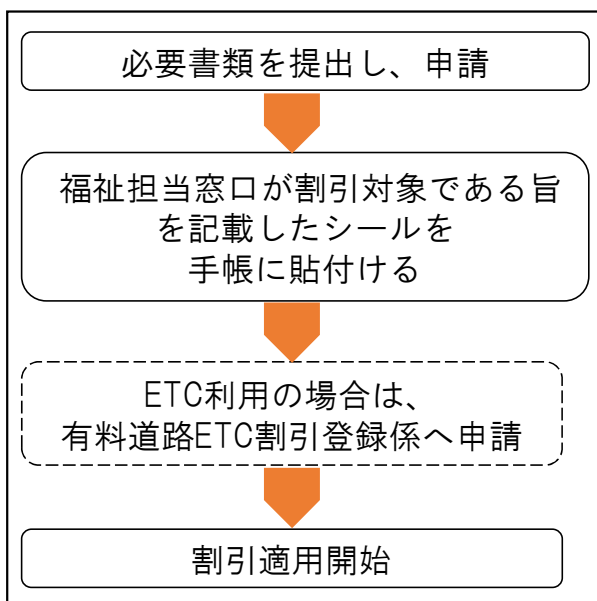 必要書類を提出し、申請
福祉担当窓口が割引対象である旨
を記載したシールを
手帳に貼付ける
ETC利用の場合は、
有料道路ETC割引登録係へ申請
割引適用開始